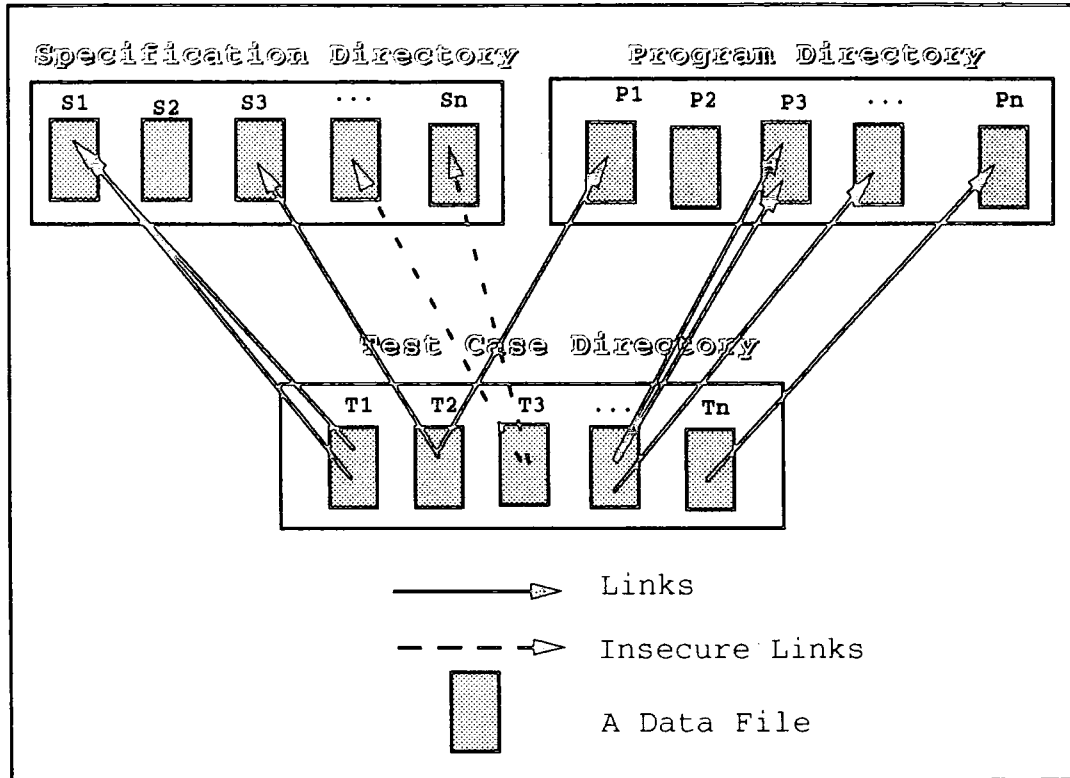 Specification Directory
Program Directory
S1 S2 S3 ... Sn
P1 P2 P3 ... Pn
Test Case Directory
T1 T2 T3 ... Tn
Links
Insecure Links
A Data File